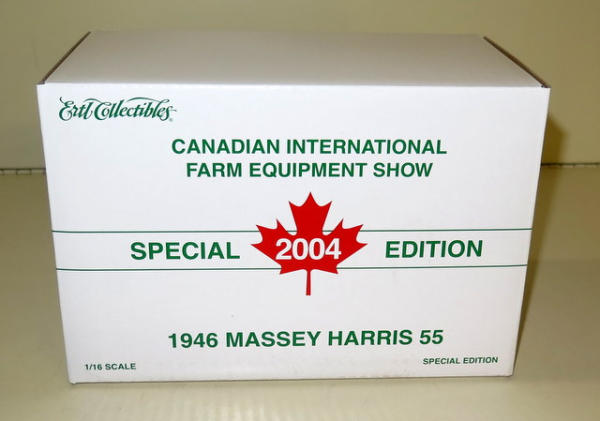 Ertl Collectibles
CANADIAN INTERNATIONAL
FARM EQUIPMENT SHOW
SPECIAL 2004 EDITION
1946 MASSEY HARRIS 55
1/16 SCALE SPECIAL EDITION